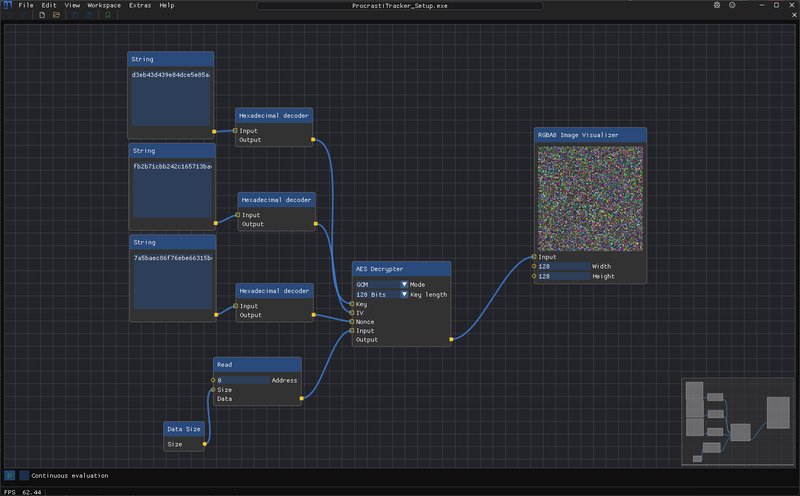 File Edit View Workspace Extras Help
ProcrastiTracker_Setup.exe
String
d3eb43d439e84dce5e85a
Hexadecimal decoder
Input
Output
String
fb2b71cbb242c165713ba
Hexadecimal decoder
Input
Output
String
7a5baec86f76ebe66315b
Hexadecimal decoder
Input
Output
AES Decrypter
GCM Mode
128 Bits Key length
Key
IV
Nonce
Input
Output
RGBA8 Image Visualizer
Input
128 Width
128 Height
Read
0 Address
Size
Data
Data Size
Size
Continuous evaluation
FPS 62.44